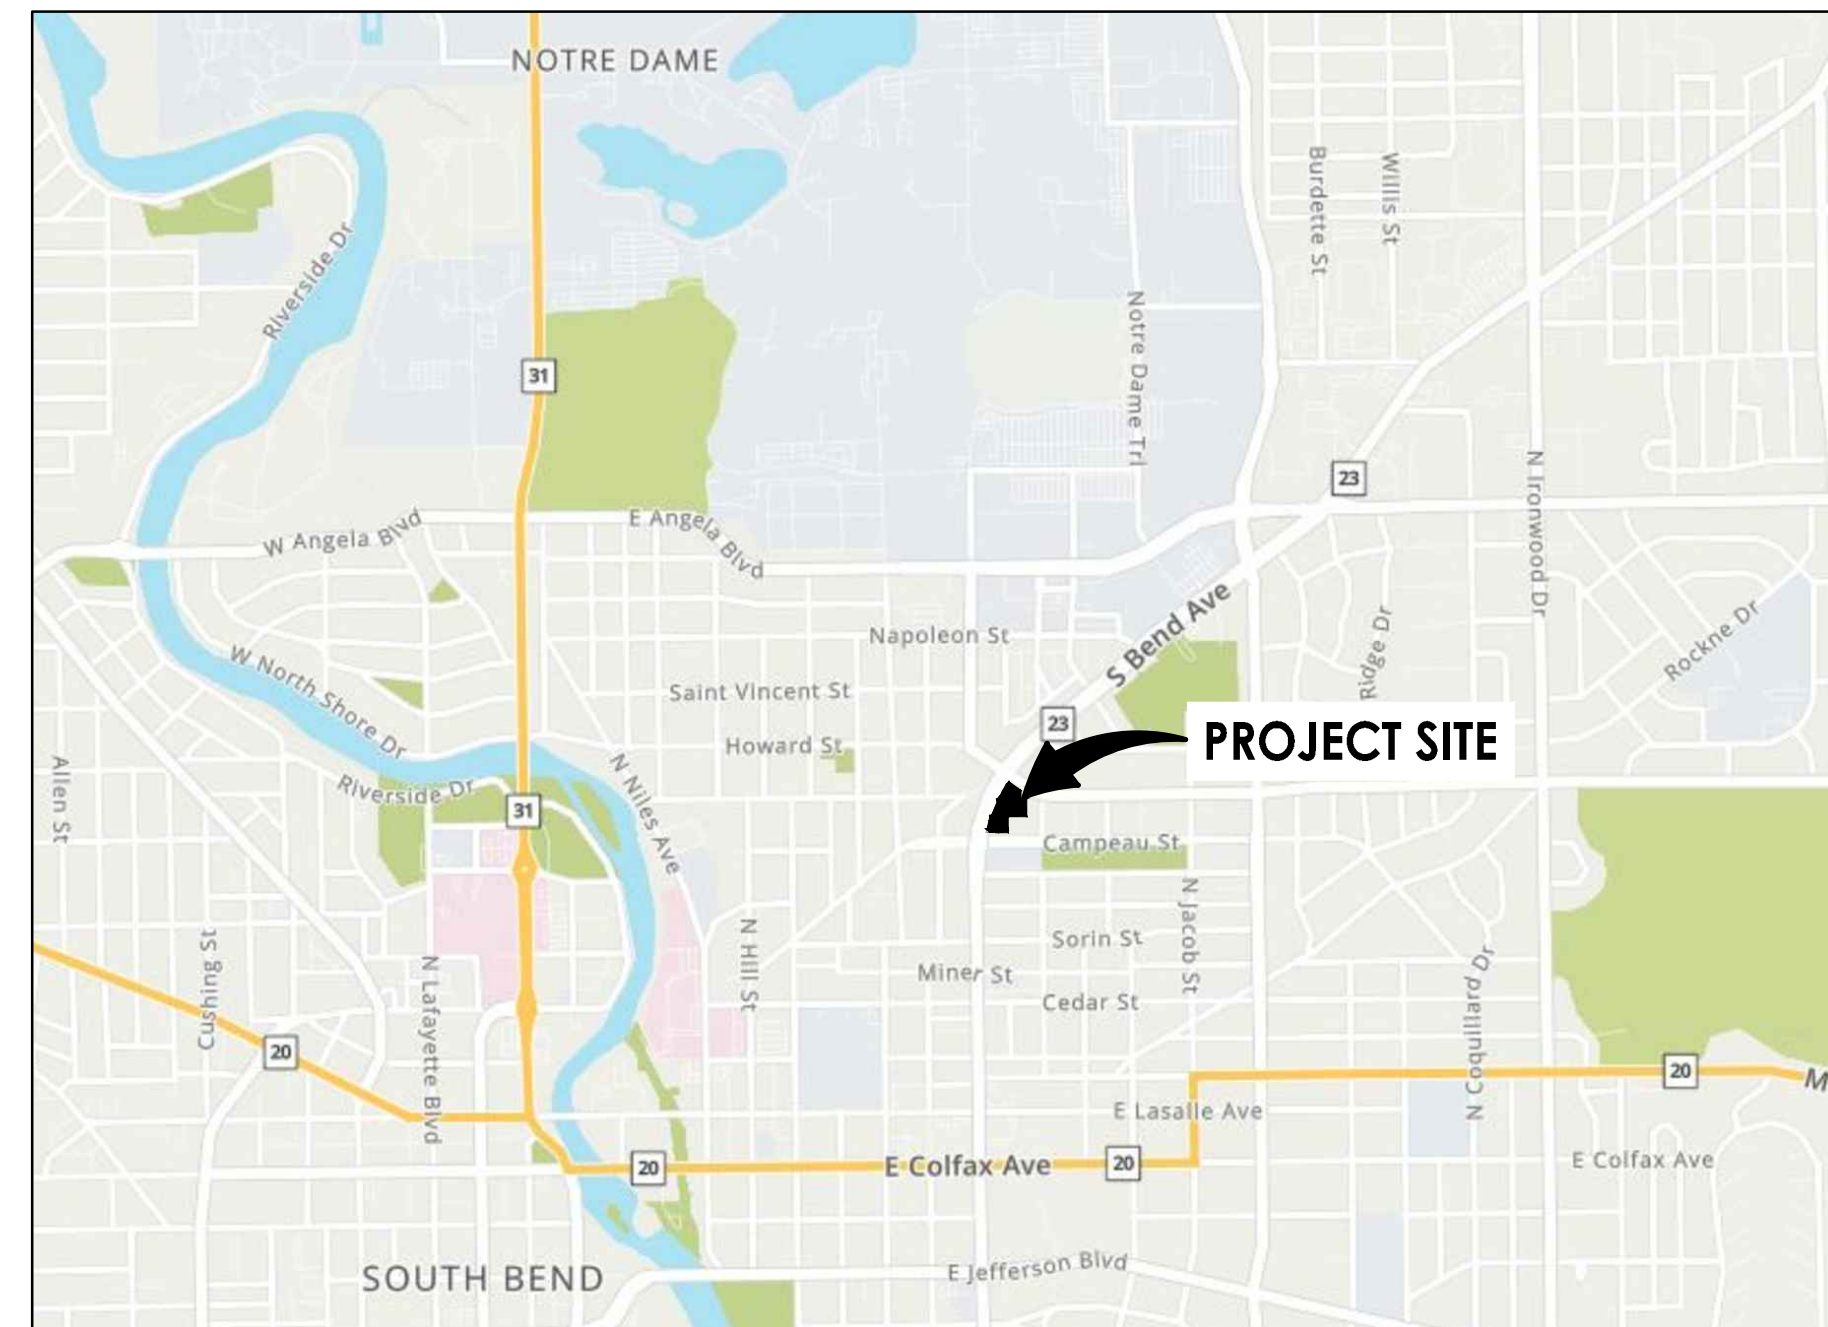 NOTRE DAME
Burdette St
Willis St
Riverside Dr
Notre Dame Trl
31
23
N Ironwood Dr
E Angela Blvd
W Angela Blvd
S Bend Ave
Ridge Dr
Rockne Dr
Napoleon St
W North Shore Dr
Saint Vincent St
23
PROJECT SITE
Howard St
Allen St
N Niles Ave
Riverside Dr
31
Campeau St
N Jacob St
Cushing St
N Hill St
Sorin St
N Lafayette Blvd
Miner St
Cedar St
N Coquillard Dr
20
20
M
E Lasalle Ave
20
E Colfax Ave
20
E Colfax Ave
SOUTH BEND
E Jefferson Blvd